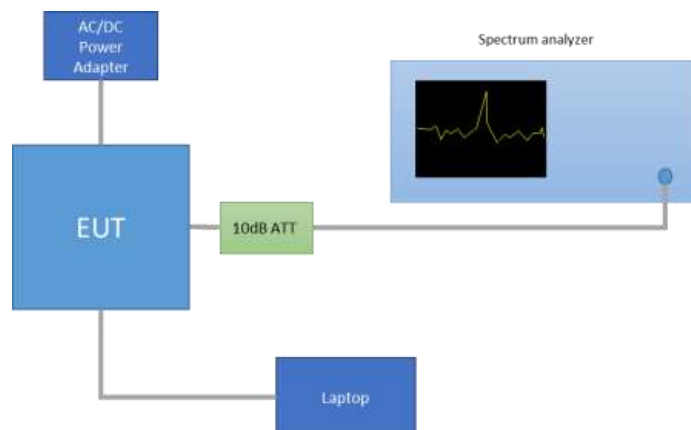 AC/DC
Power
Adapter
Spectrum analyzer
EUT
10dB ATT
Laptop